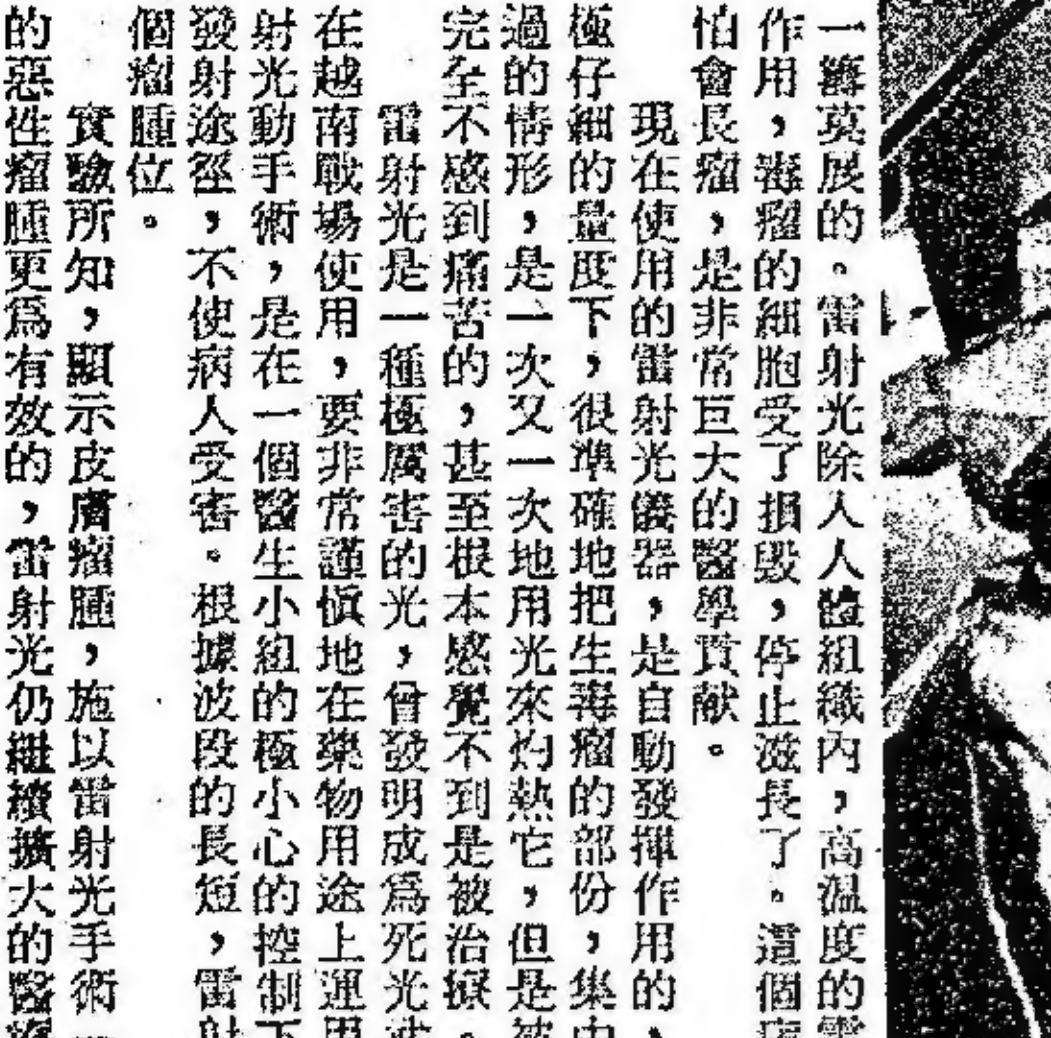 一籌莫展的。雷射光除人人體組織內,高溫度的雷
作用,毒瘤的細胞受了損毀,停止滋長了。這個
怕會長瘤,是非常巨大的醫學貢献。
現在使用的雷射光儀器,是自動發揮作用的,
極仔細的量度下,很準確地把生毒瘤的部份,集中
過的情形,是一次又一次地用光來灼熱它,但是被
完全不感到痛苦的,甚至根本感覺不到是被治療。
雷射光是一種極厲害的光,曾發明成爲死光
在越南戰場使用,要非常謹慎地在藥物用途上運用
射光動手術,是在一個醫生小組的極小心的控制下
發射途徑,不使病人受害。根據波段的長短,雷射
個瘤腫位。
實驗所知,顯示皮膚瘤腫,施以雷射光手術
的惡性瘤腫更爲有效的,雷射光仍繼續擴大的醫療